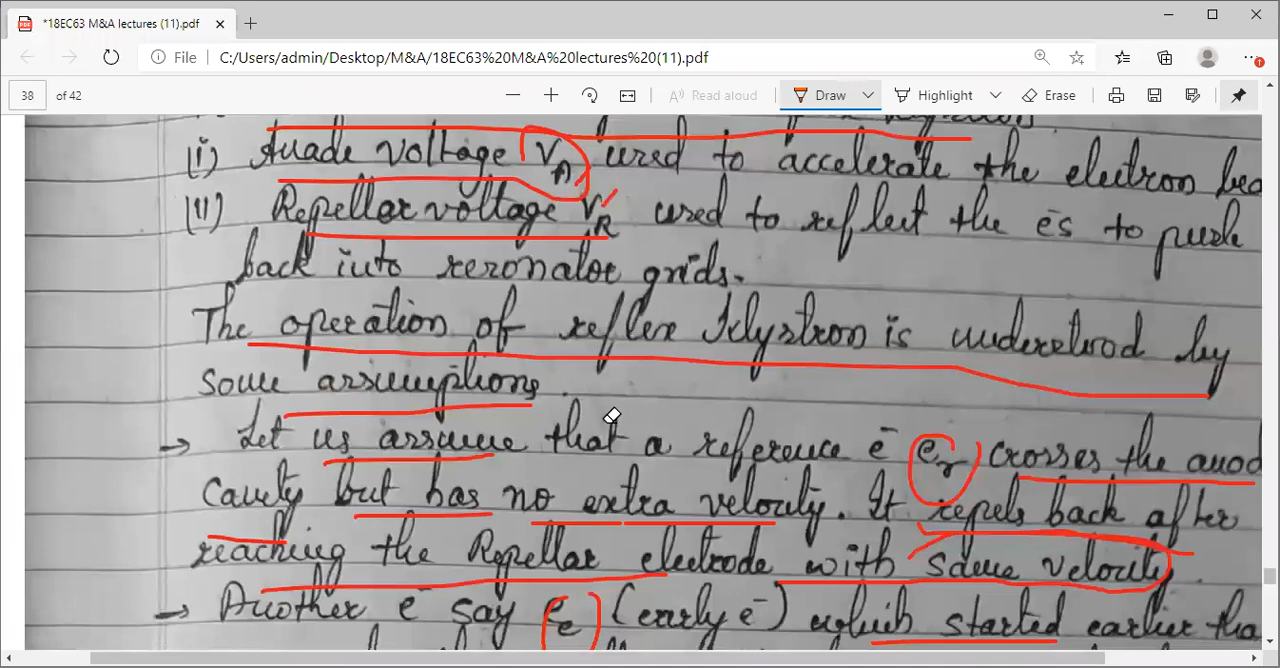 *18EC63 M&A lectures (11).pdf
File C:/Users/admin/Desktop/M&A/18EC63%20M&A%20lectures%20(11).pdf
38 of 42 Read aloud Draw Highlight Erase
(i) Anade voltage VA used to accelerate the electron bea
(ii) Repellar voltage VR used to reflect the ēs to push
back into resonator grids.
The operation of reflex Klystron is understood by
some assumptions.
→ Let us assume that a reference ē er crosses the anod
Cavity but has no extra velocity. It repels back after
reaching the Repellar electrode with same velocity.
→ Another ē say ee (early ē) which started earlier tha